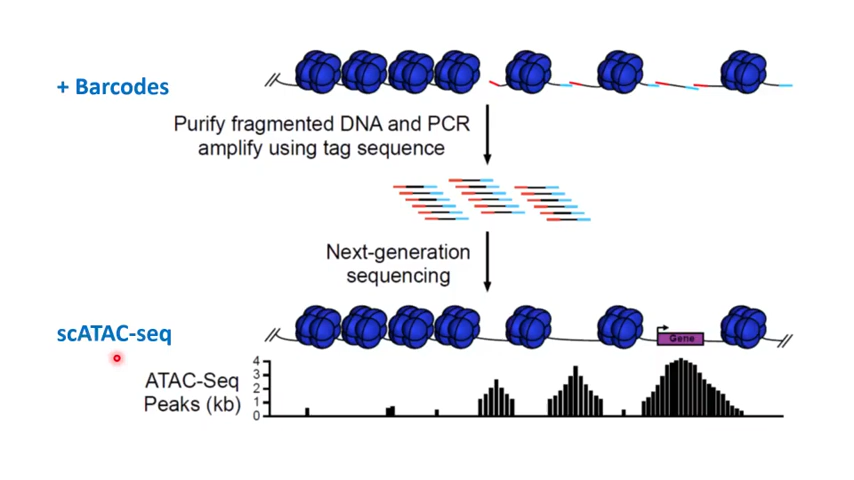 + Barcodes
Purify fragmented DNA and PCR
amplify using tag sequence
Next-generation
sequencing
scATAC-seq
Gene
ATAC-Seq
Peaks (kb)
4
3
2
1
0